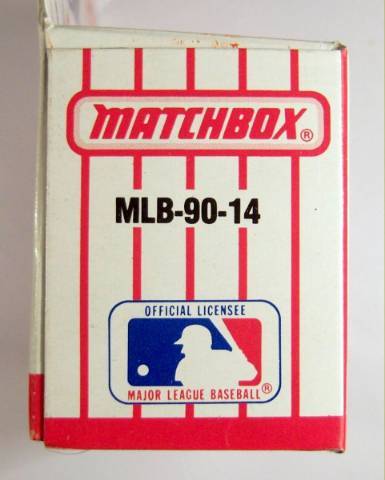 MATCHBOX®
MLB-90-14
OFFICIAL LICENSEE
MAJOR LEAGUE BASEBALL®